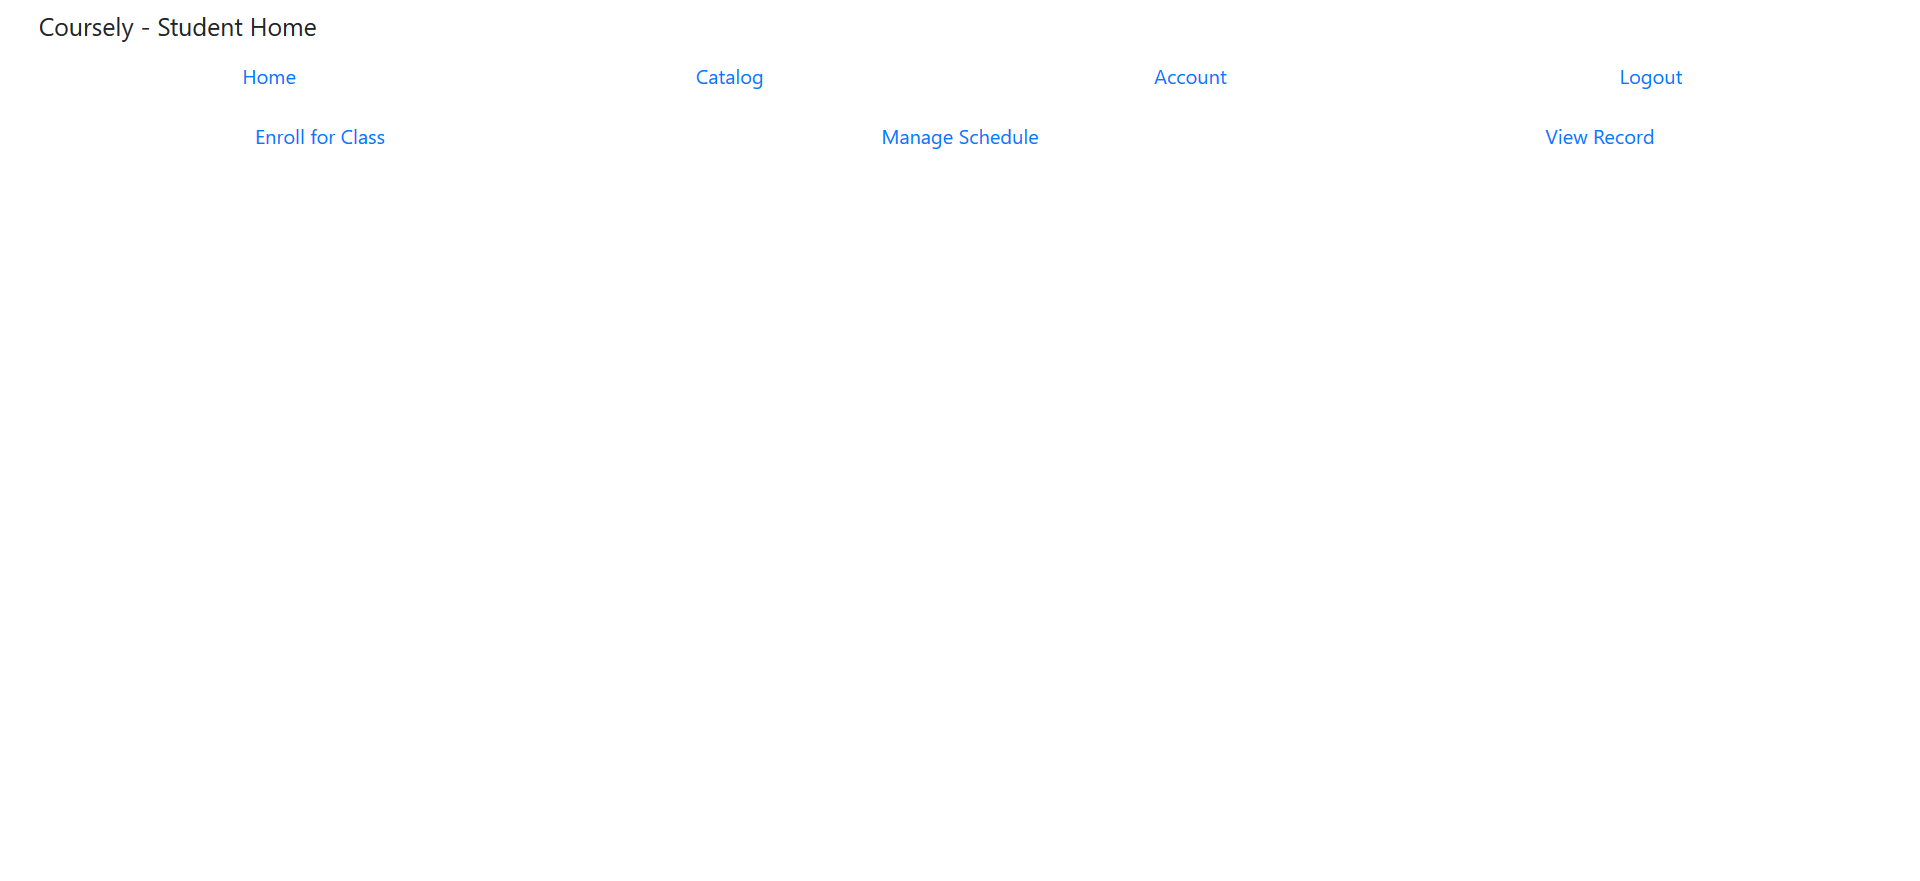 Coursely - Student Home
Home Catalog Account Logout
Enroll for Class Manage Schedule View Record